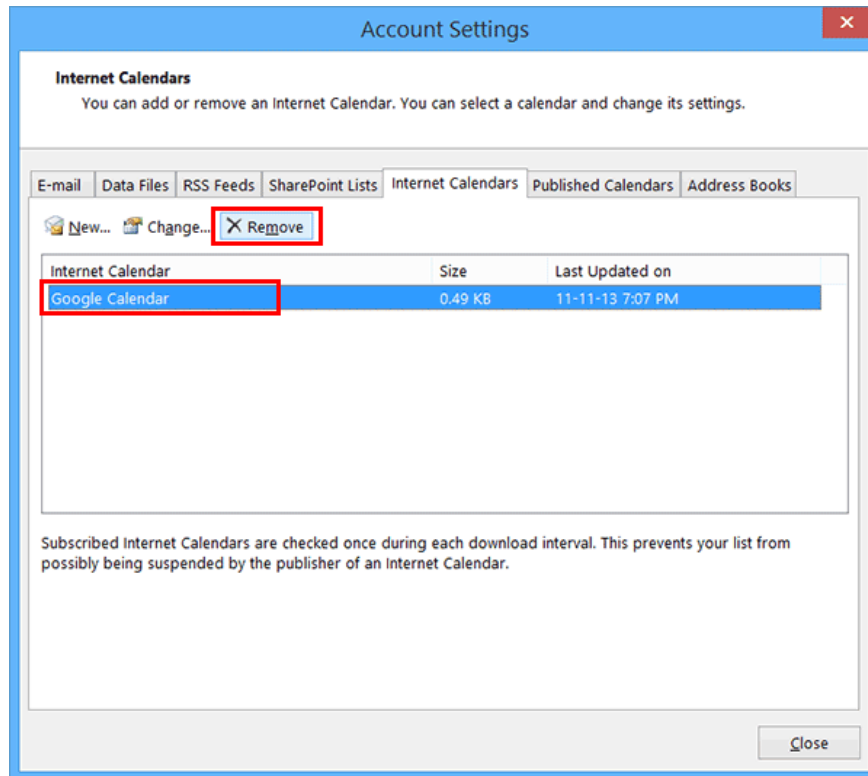 Account Settings
Internet Calendars
You can add or remove an Internet Calendar. You can select a calendar and change its settings.
E-mail Data Files RSS Feeds SharePoint Lists Internet Calendars Published Calendars Address Books
New... Change... Remove
Internet Calendar Size Last Updated on
Google Calendar 0.49 KB 11-11-13 7:07 PM
Subscribed Internet Calendars are checked once during each download interval. This prevents your list from
possibly being suspended by the publisher of an Internet Calendar.
Close